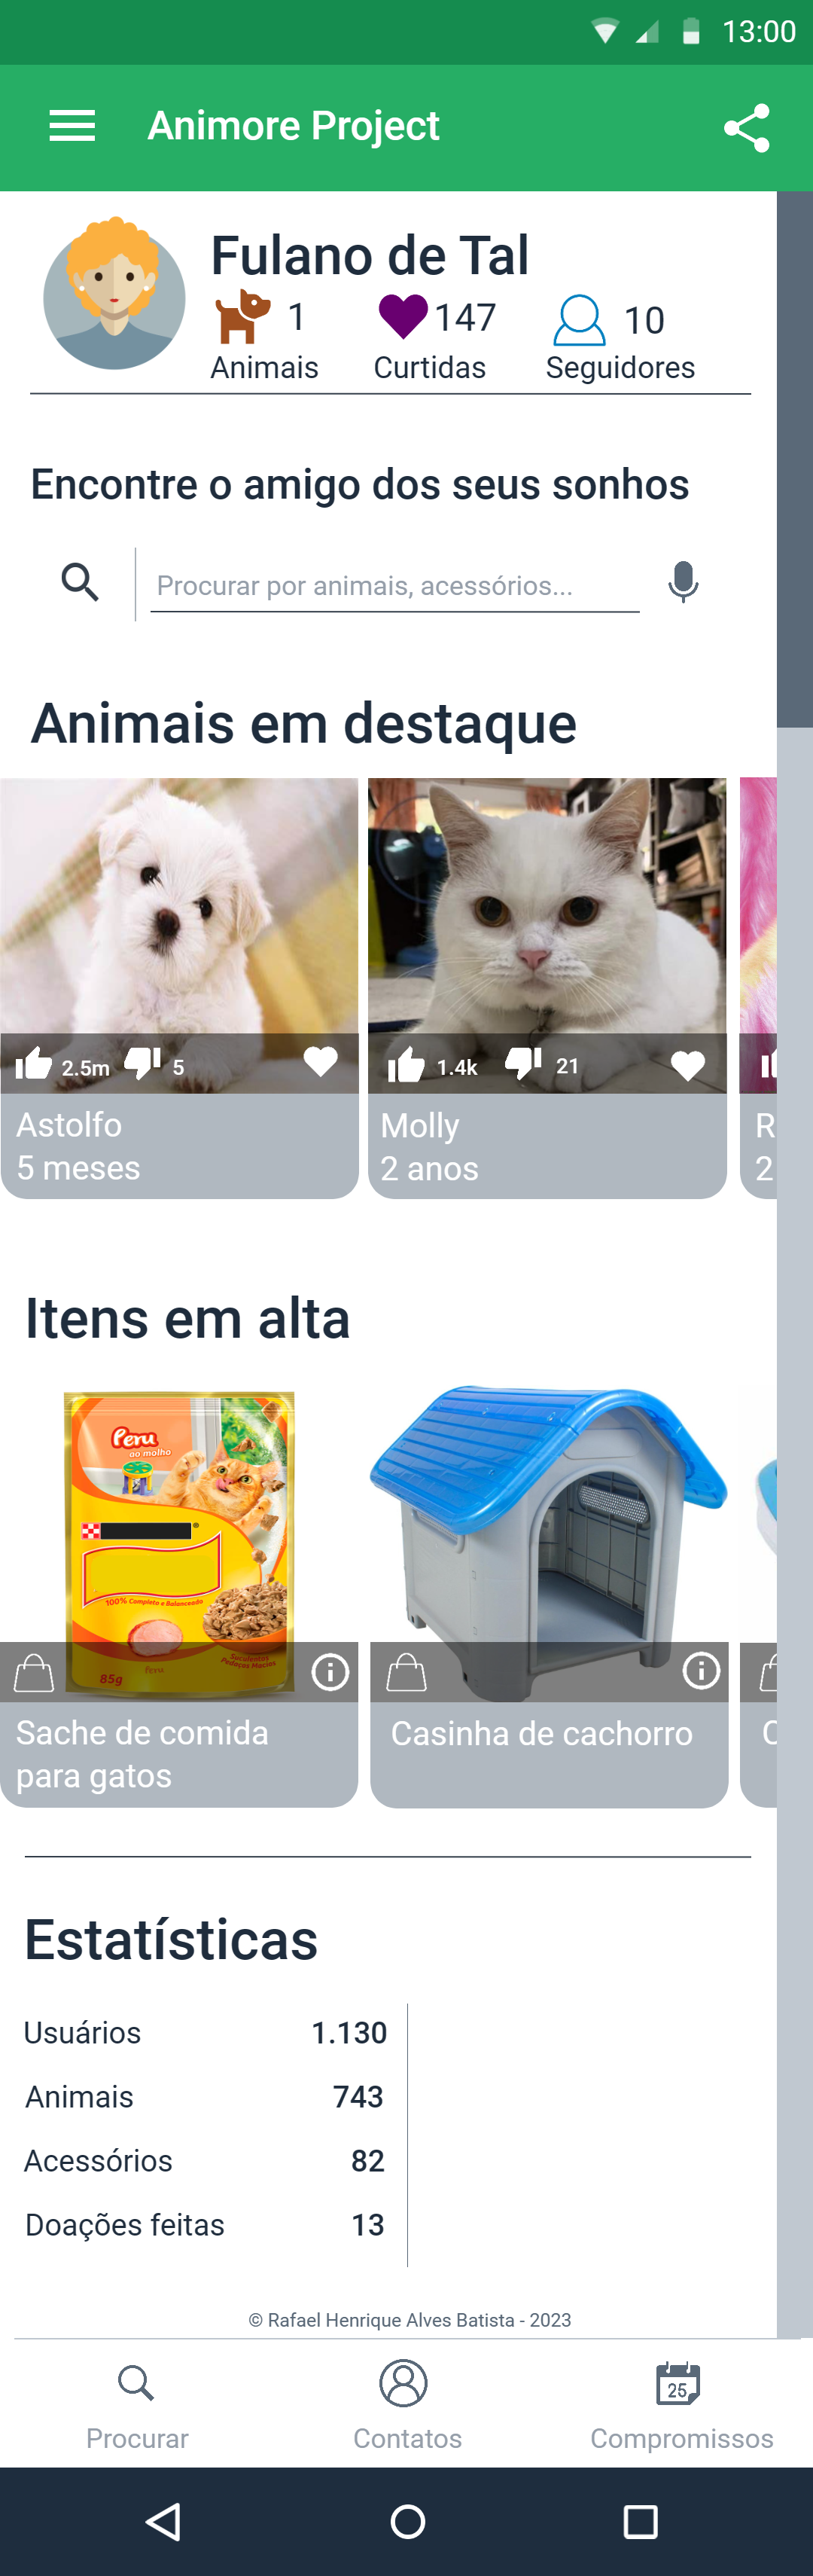 13:00
Animore Project
Fulano de Tal
1 147 10
Animais Curtidas Seguidores
Encontre o amigo dos seus sonhos
Procurar por animais, acessórios...
Animais em destaque
2.5m 5 1.4k 21
Astolfo Molly R
5 meses 2 anos 2
Itens em alta
Peru
ao molho
100% Completo e Balanceado
Suculentos
Pedaços Macios
feru
85g
Sache de comida
para gatos
Casinha de cachorro
C
Estatísticas
Usuários 1.130
Animais 743
Acessórios 82
Doações feitas 13
© Rafael Henrique Alves Batista - 2023
25
Procurar Contatos Compromissos